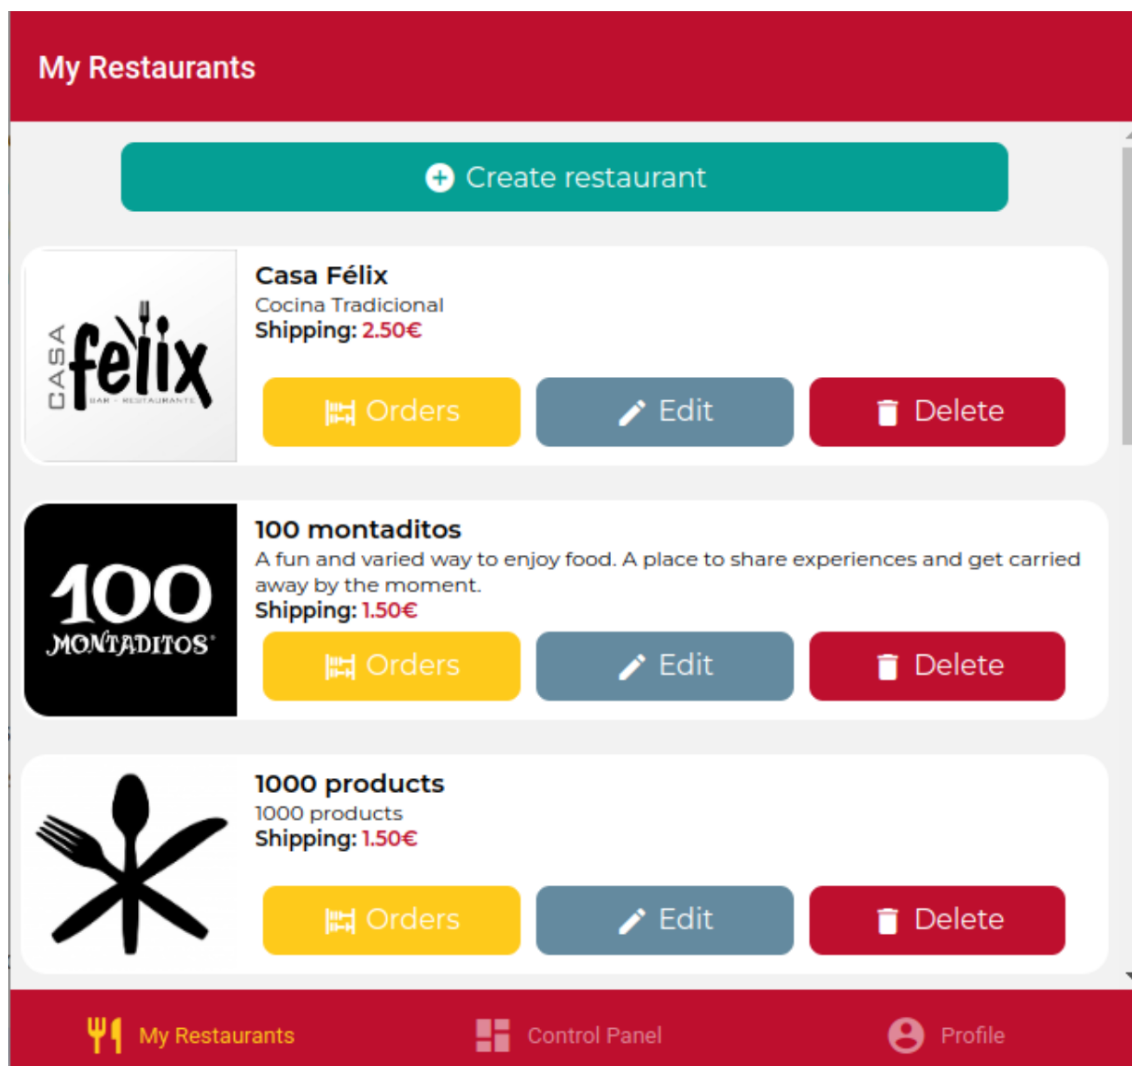 My Restaurants
Create restaurant
CASA
felix
BAR - RESTAURANTE
Casa Félix
Cocina Tradicional
Shipping: 2.50€
Orders
Edit
Delete
100
MONTADITOS
100 montaditos
A fun and varied way to enjoy food. A place to share experiences and get carried
away by the moment.
Shipping: 1.50€
Orders
Edit
Delete
1000 products
1000 products
Shipping: 1.50€
Orders
Edit
Delete
My Restaurants
Control Panel
Profile